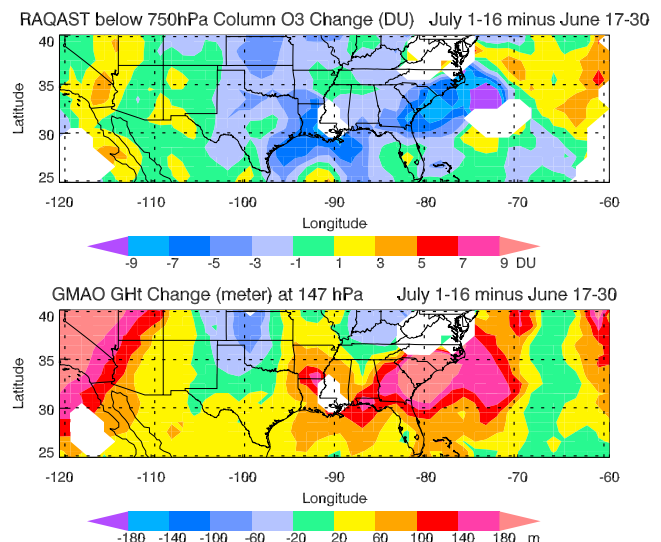 RAQAST below 750hPa Column O3 Change (DU) July 1-16 minus June 17-30
40
35
30
25
Latitude
-120 -110 -100 -90 -80 -70 -60
Longitude
-9 -7 -5 -3 -1 1 3 5 7 9 DU
GMAO GHt Change (meter) at 147 hPa July 1-16 minus June 17-30
40
35
30
25
Latitude
-120 -110 -100 -90 -80 -70 -60
Longitude
-180 -140 -100 -60 -20 20 60 100 140 180 m